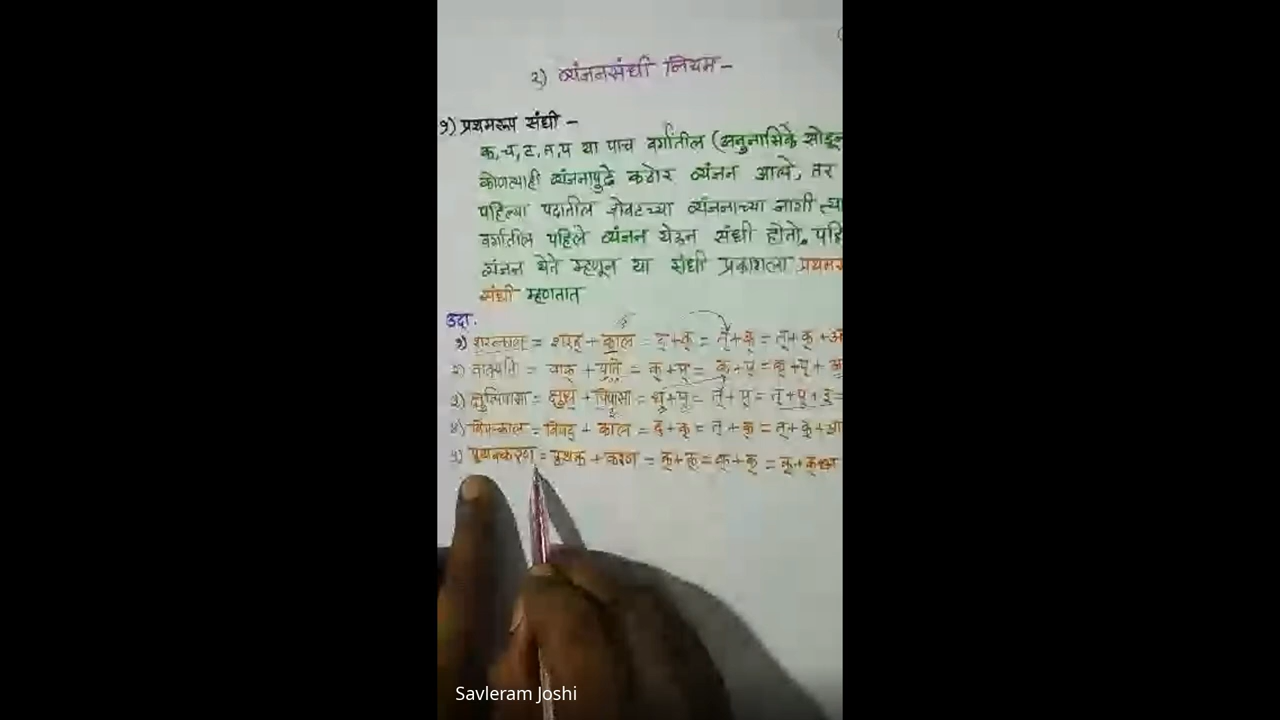 २) व्यंजनसंधी नियम -
१) प्रथमरूप संधी -
क, च, ट, त, प या पाच वर्गातील (अनुनासिके सोडून
कोणत्याही व्यंजनापुढे कठोर व्यंजन आले, तर
पहिल्या पदातील शेवटच्या व्यंजनाच्या जागी त्या
वर्गातील पहिले व्यंजन येऊन संधी होतो. पहि
व्यंजन येते म्हणून या संधी प्रकाराला प्रथमरू
संधी म्हणतात
उदा.
१) शरत्काल = शरद् + काल = द् + क् = त् + क् = त् + क् + आ
२) वाक्पति = वाक् + पति = क् + प् = क् + प् = क् + प् + अ
३) क्षुत्पिपासा = क्षुध् + पिपासा = ध् + प् = त् + प् = त् + प् + इ =
४) विपत्काल = विपद् + काल = द् + क् = त् + क् = त् + क् + आ
५) पृथक्करण = पृथक् + करण = क् + क् = क् + क् = क् + क् + अ
Savleram Joshi